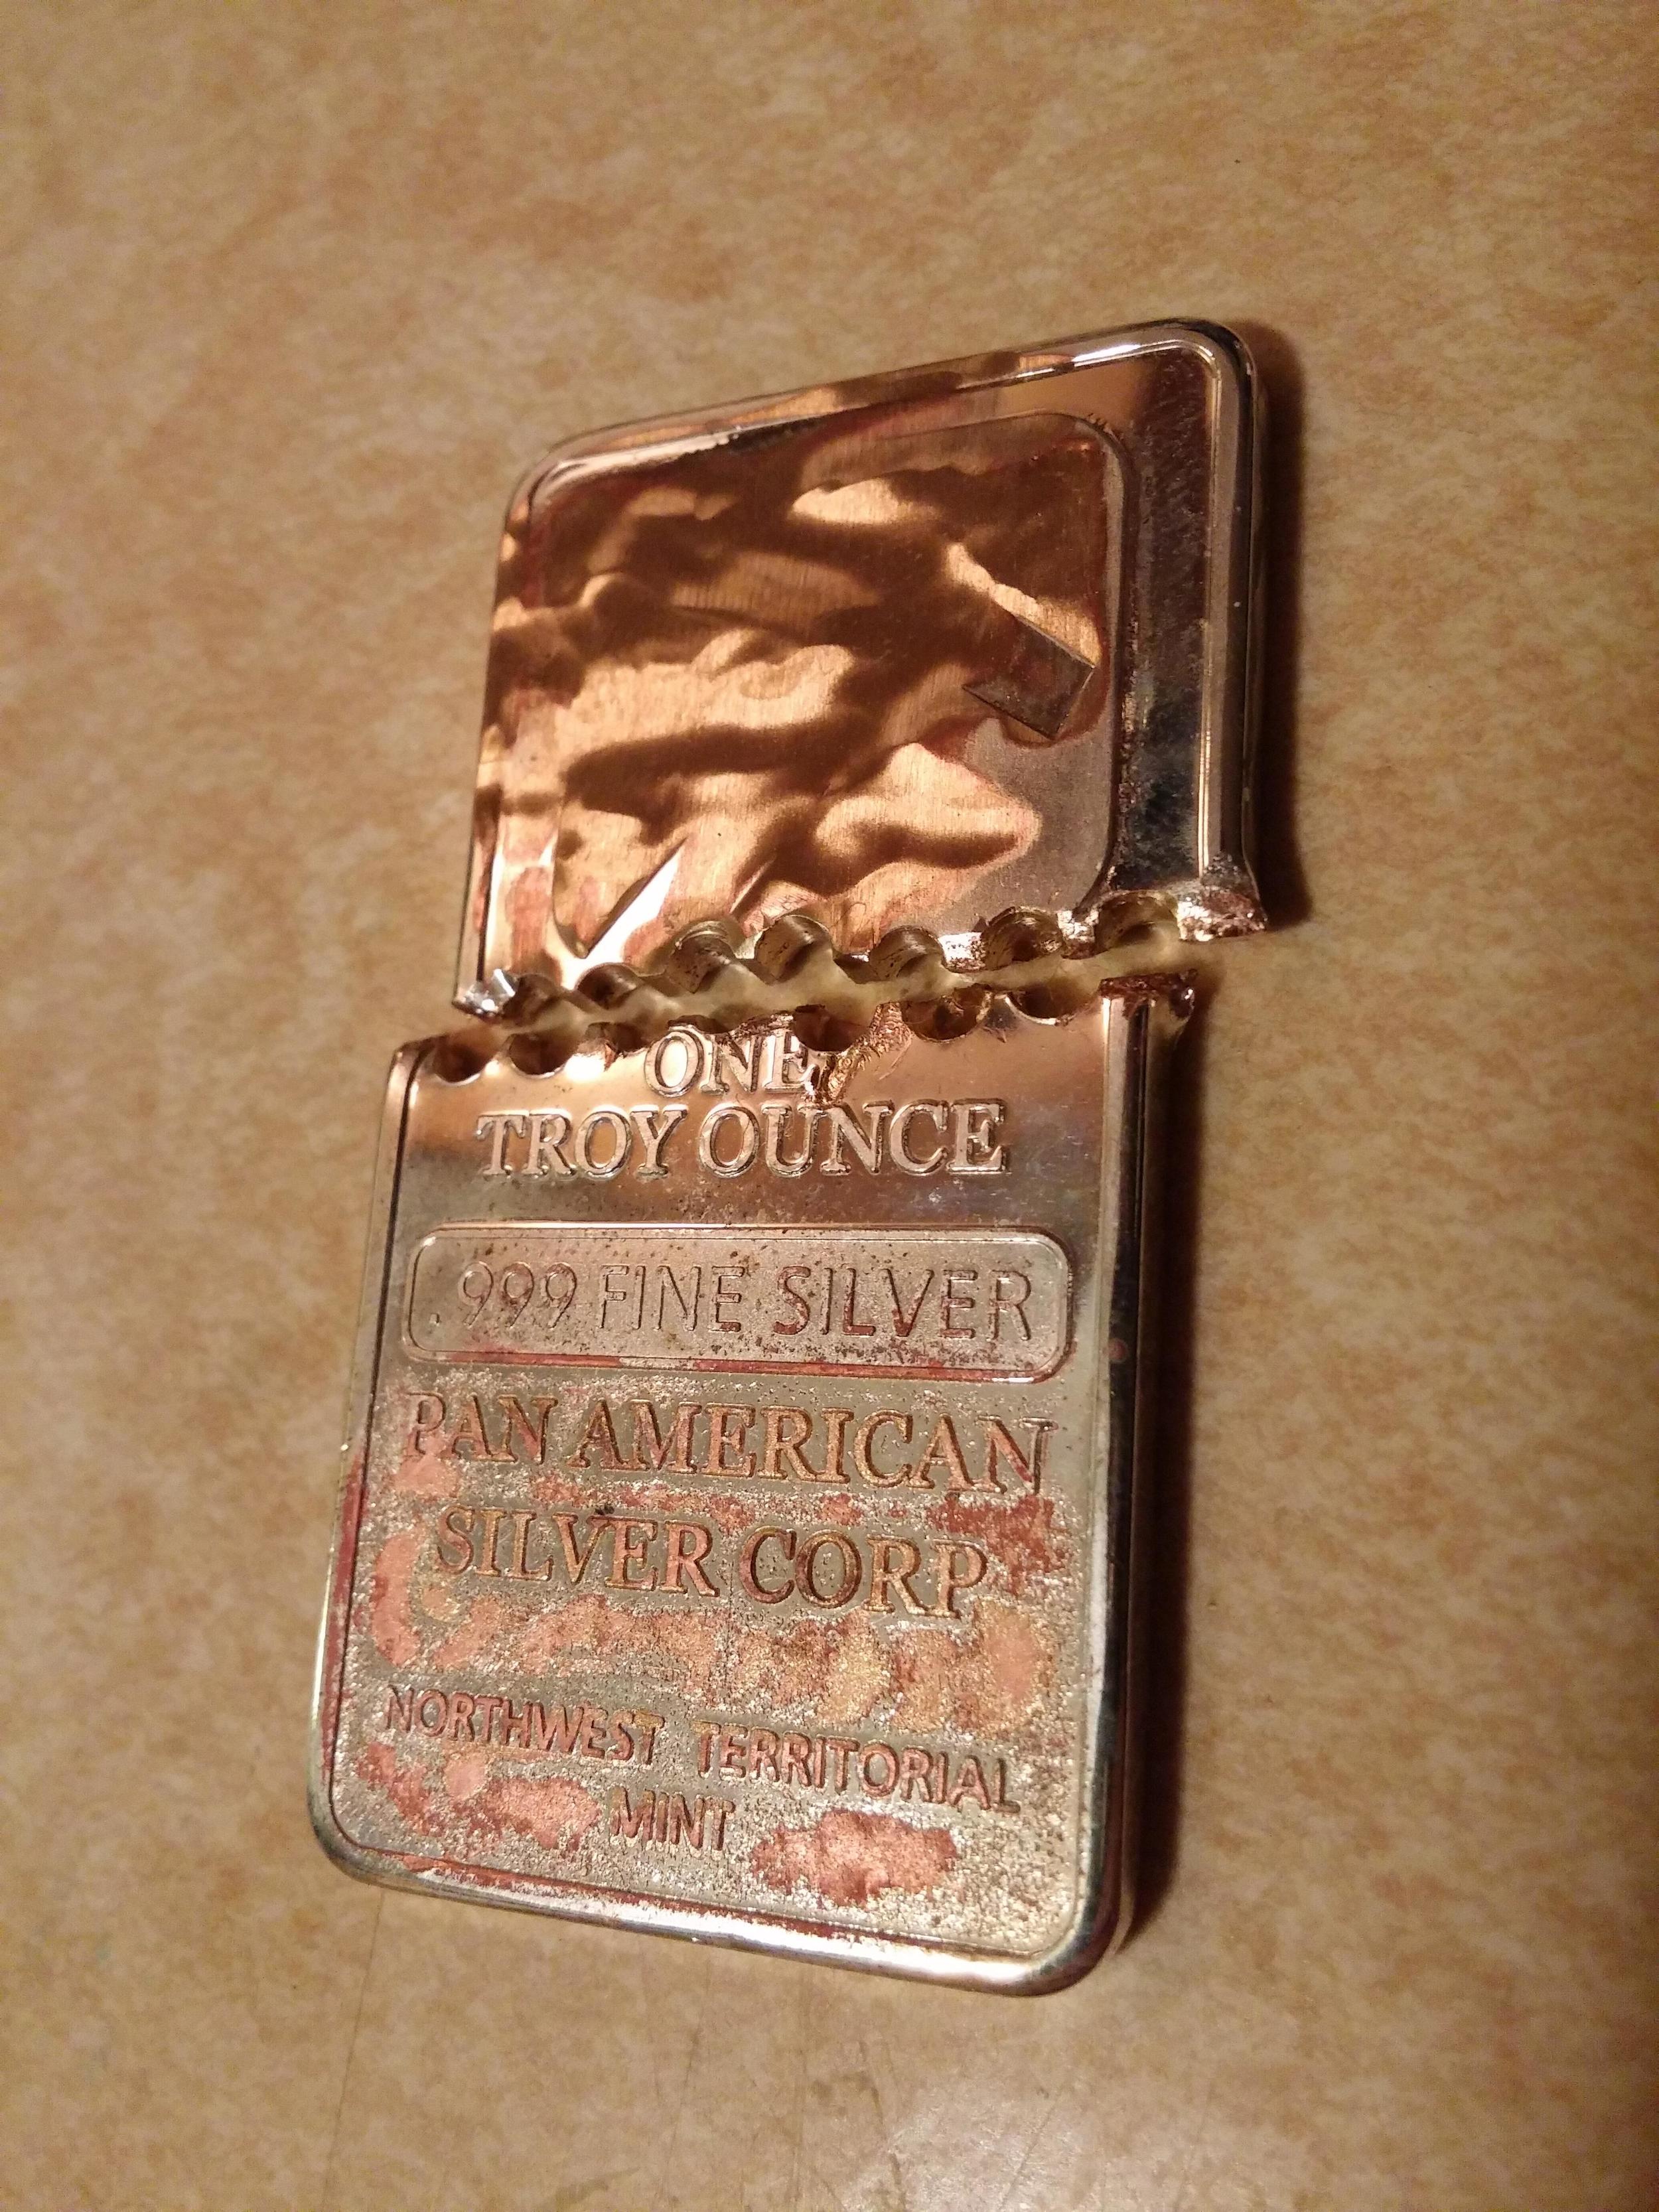 ONE
TROY OUNCE
.999 FINE SILVER
PAN AMERICAN
SILVER CORP
NORTHWEST TERRITORIAL
MINT